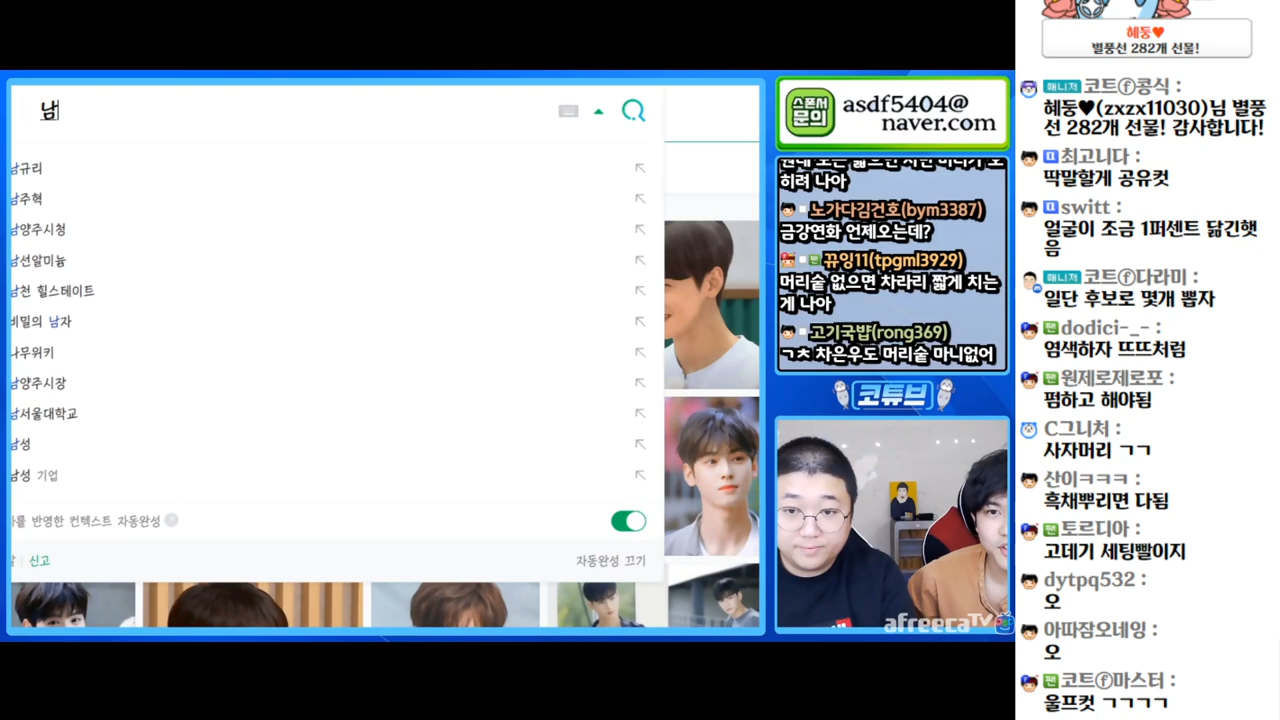 남
남규리
남주혁
남양주시청
남선알미늄
남천 힐스테이트
비밀의 남자
나무위키
남양주시장
남서울대학교
남성
남성 기업
를 반영한 컨텍스트 자동완성
신고
자동완성 끄기
스폰서
문의
asdf5404@
naver.com
히려 나아
노가다김건호(bym3387)
금강연화 언제오는데?
뀨잉11(tpgml3929)
머리숱 없으면 차라리 짧게 치는
게 나아
고기국뱝(rong369)
ㄱㅊ 차은우도 머리숱 마니없어
코튜브
afreecaTV
혜둥♥
별풍선 282개 선물!
매니저 코트ⓕ콩식 :
혜둥♥(zxzx11030)님 별풍
선 282개 선물! 감사합니다!
최고니다 :
딱말할게 공유컷
switt :
얼굴이 조금 1퍼센트 닮긴햇
음
매니저 코트ⓕ다라미 :
일단 후보로 몇개 뽑자
팬 dodici-_- :
염색하자 뜨뜨처럼
팬 원제로제로포 :
펌하고 해야됨
C그니처 :
사자머리 ㄱㄱ
산이ㅋㅋㅋ :
흑채뿌리면 다됨
팬 토르디아 :
고데기 세팅빨이지
dytpq532 :
오
아따잠오네잉 :
오
팬 코트ⓕ마스터 :
울프컷 ㄱㄱㄱㄱ